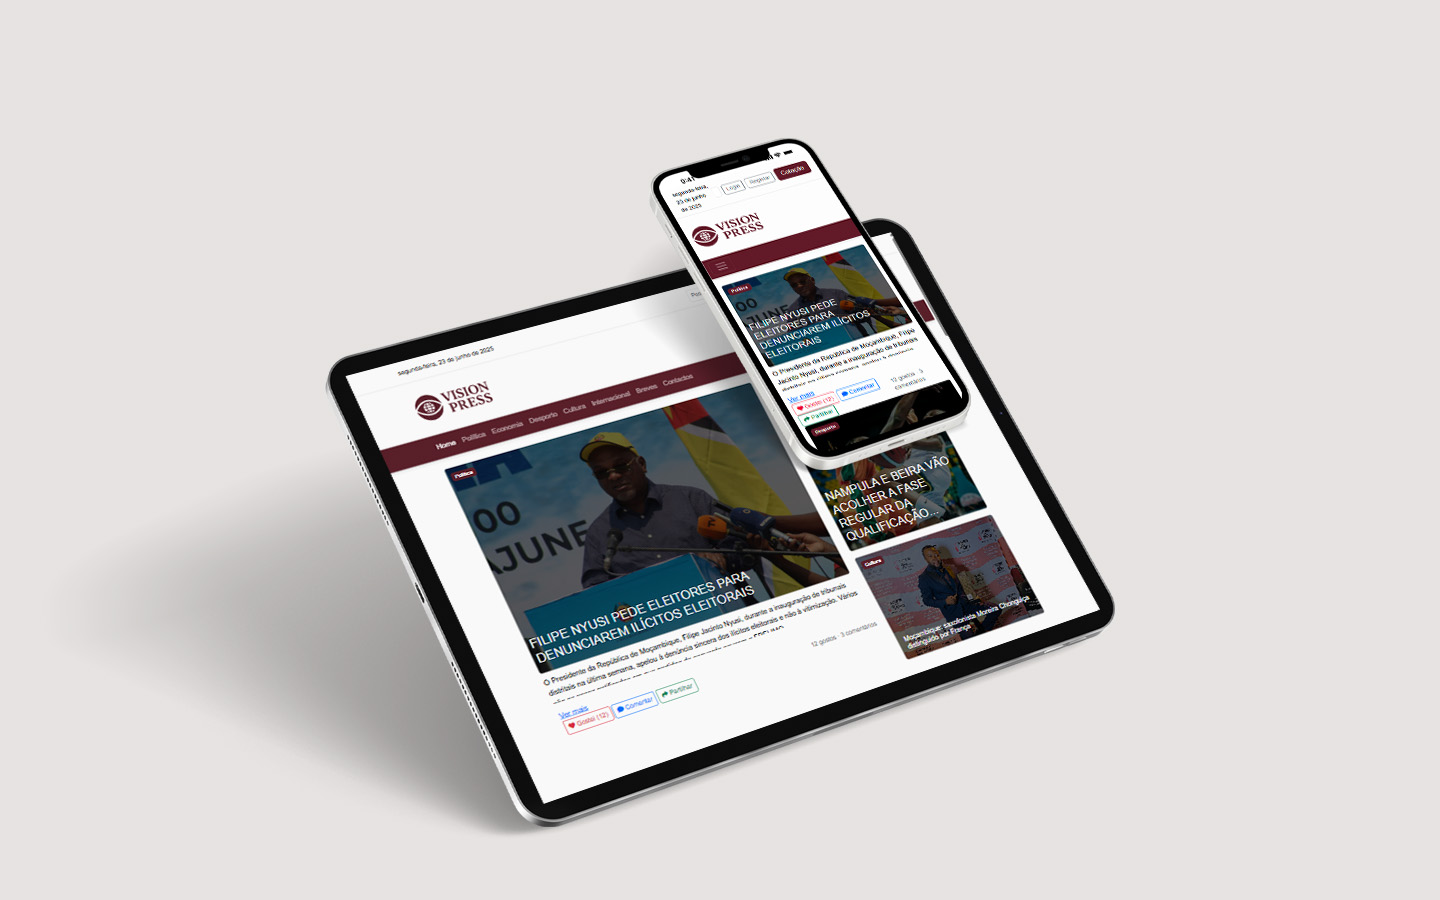 9:41
segunda-feira,
23 de junho
de 2025
Login
Registar
Cotação
VISION
PRESS
Política
00
JUNE
FILIPE NYUSI PEDE
ELEITORES PARA
DENUNCIAREM ILÍCITOS
ELEITORAIS
O Presidente da República de Moçambique, Filipe
Jacinto Nyusi, durante a inauguração de tribunais
Ver mais
Gosto (12)
Comentar
Partilhar
12 gostos · 3
comentários
Desporto
segunda-feira, 23 de junho de 2025
VISION
PRESS
Home Política Economia Desporto Cultura Internacional Breves Contactos
Política
00
AJUNE
FILIPE NYUSI PEDE ELEITORES PARA
DENUNCIAREM ILÍCITOS ELEITORAIS
O Presidente da República de Moçambique, Filipe Jacinto Nyusi, durante a inauguração de tribunais
distritais na última semana, apelou à denúncia sincera dos ilícitos eleitorais e não à vitimização. Vários
12 gostos · 3 comentários
Ver mais
Gosto (12)
Comentar
Partilhar
NAMPULA E BEIRA VÃO
ACOLHER A FASE
REGULAR DA
QUALIFICAÇÃO...
Cultura
Moçambique: saxofonista Moreira Chonguiça
distinguido por França